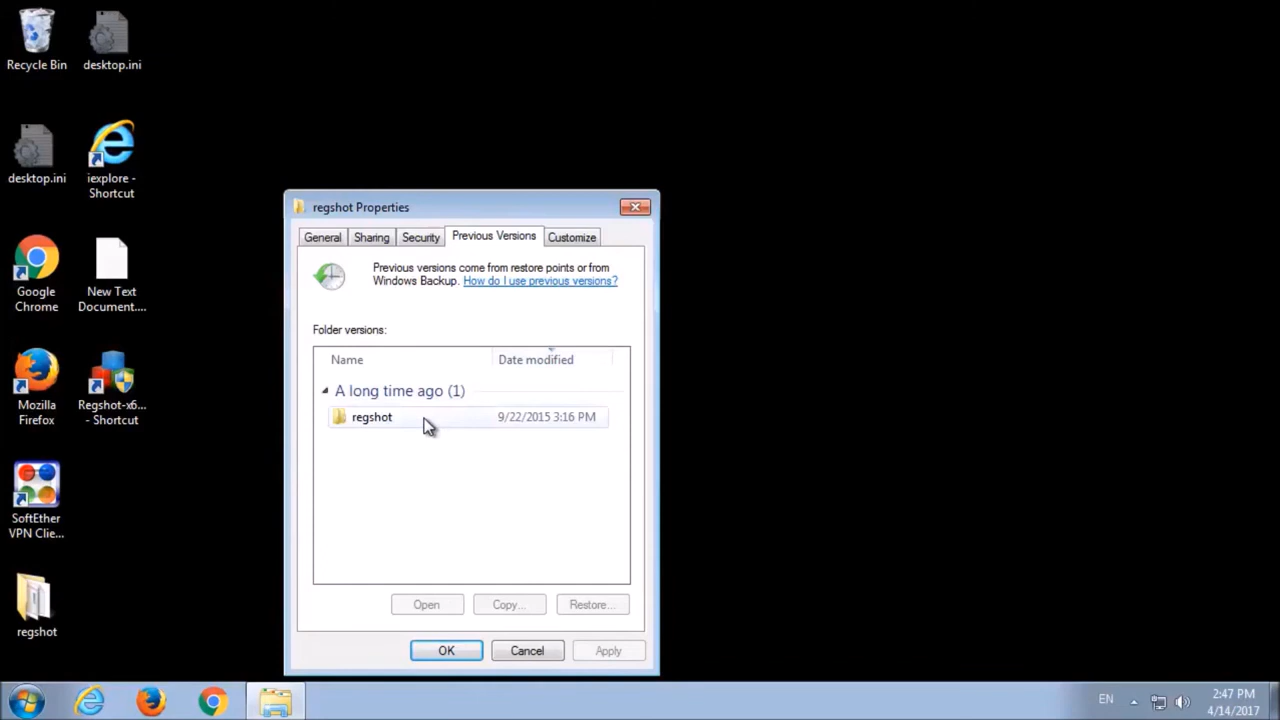 Recycle Bin
desktop.ini
desktop.ini
iexplore -
Shortcut
Google
Chrome
New Text
Document....
Mozilla
Firefox
Regshot-x6...
- Shortcut
SoftEther
VPN Clie...
regshot
regshot Properties
General
Sharing
Security
Previous Versions
Customize
Previous versions come from restore points or from
Windows Backup. How do I use previous versions?
Folder versions:
Name
Date modified
A long time ago (1)
regshot
9/22/2015 3:16 PM
Open
Copy...
Restore...
OK
Cancel
Apply
EN
2:47 PM
4/14/2017